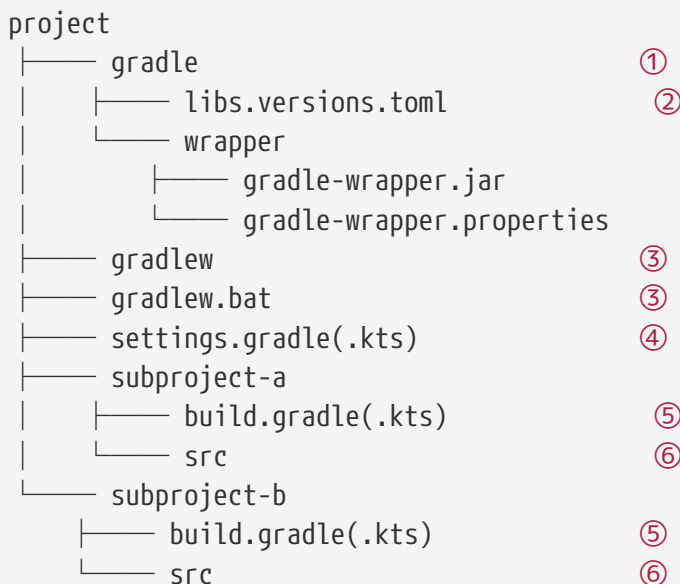 project
├── gradle ①
│ ├── libs.versions.toml ②
│ └── wrapper
│ ├── gradle-wrapper.jar
│ └── gradle-wrapper.properties
├── gradlew ③
├── gradlew.bat ③
├── settings.gradle(.kts) ④
├── subproject-a
│ ├── build.gradle(.kts) ⑤
│ └── src ⑥
└── subproject-b
├── build.gradle(.kts) ⑤
└── src ⑥